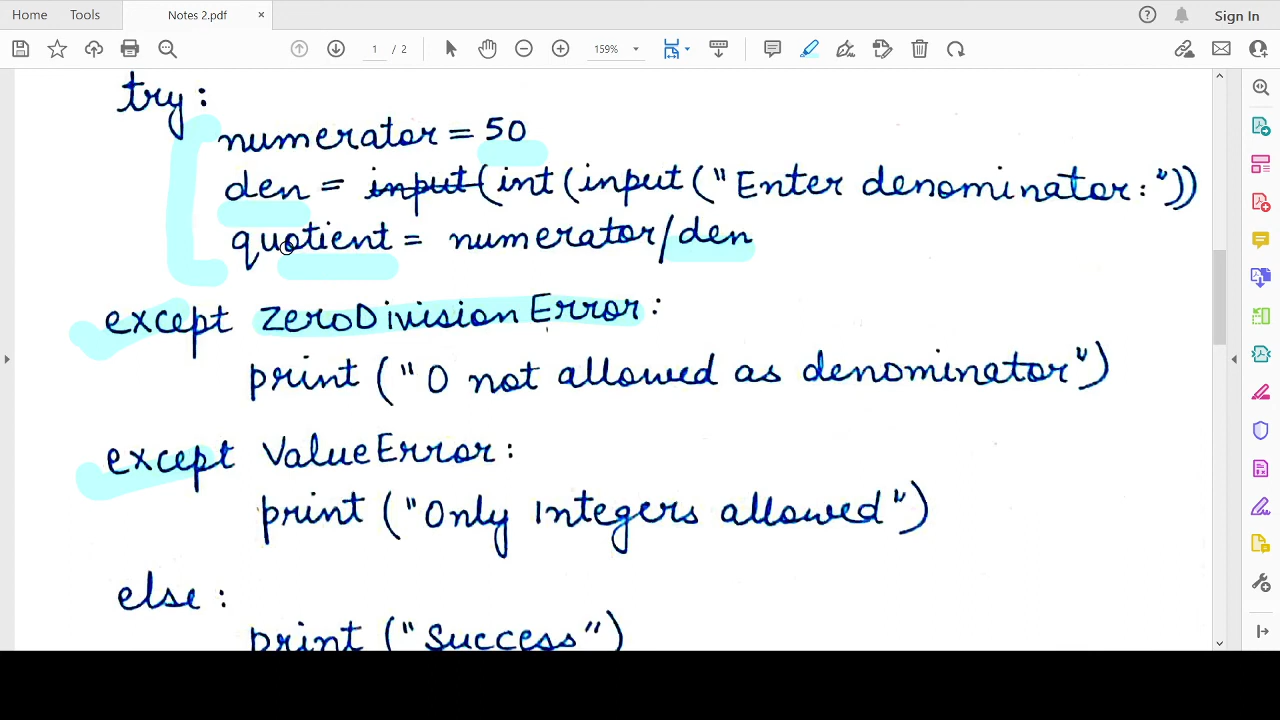 Home Tools Notes 2.pdf × Sign In
1 / 2 159%
try:
numerator = 50
den = input (int (input ("Enter denominator:"))
quotient = numerator/den
except zeroDivision Error:
print ("0 not allowed as denominator")
except ValueError:
print ("Only Integers allowed")
else:
print ("Success")